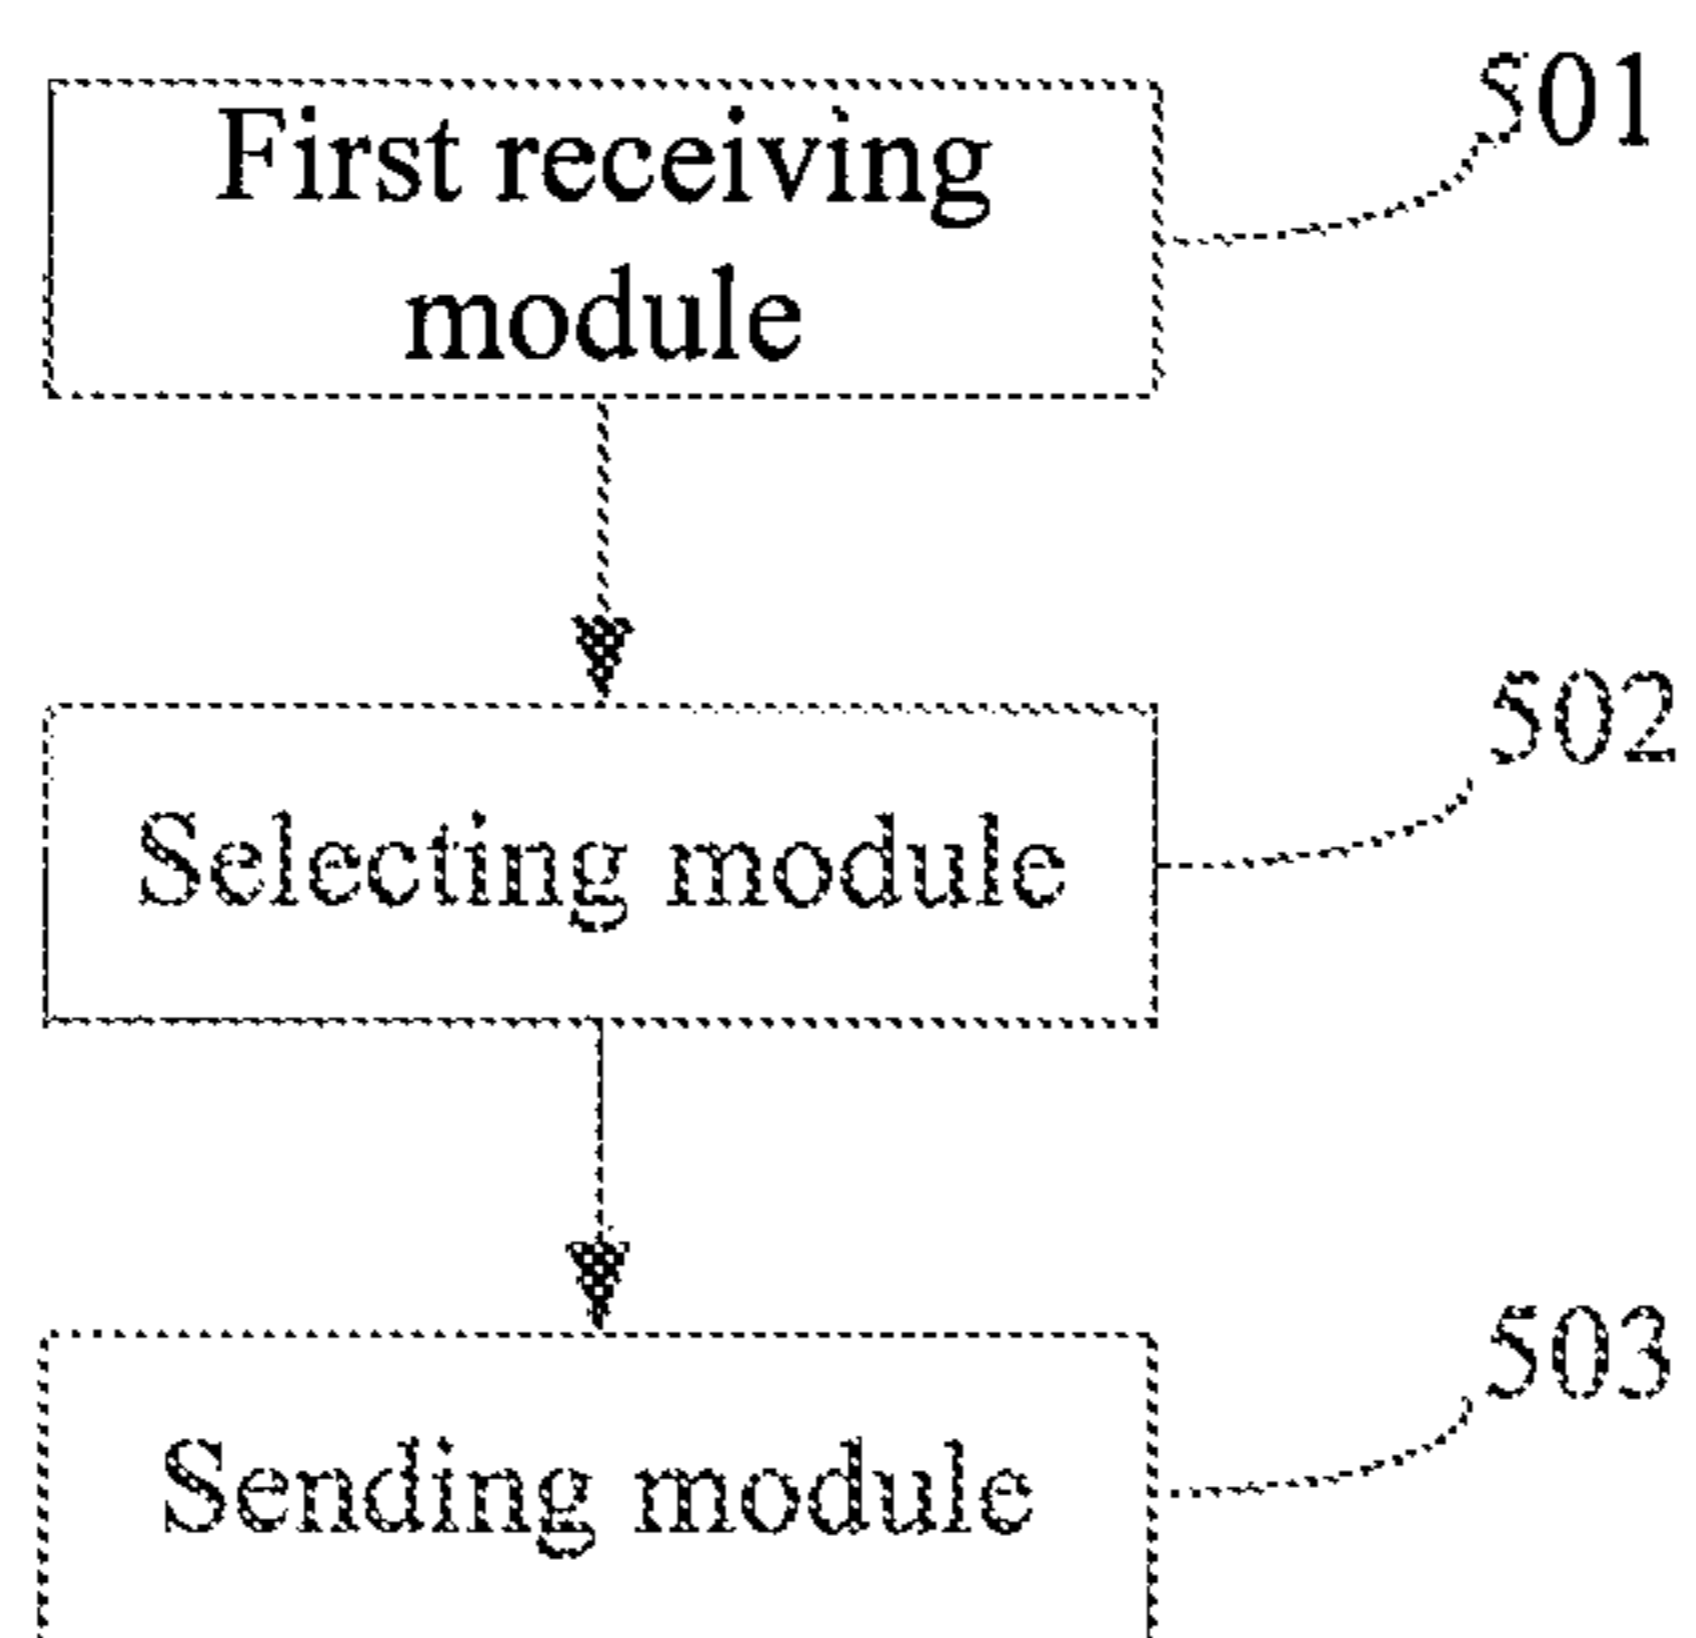 First receiving
module
501
Selecting module
502
Sending module
503